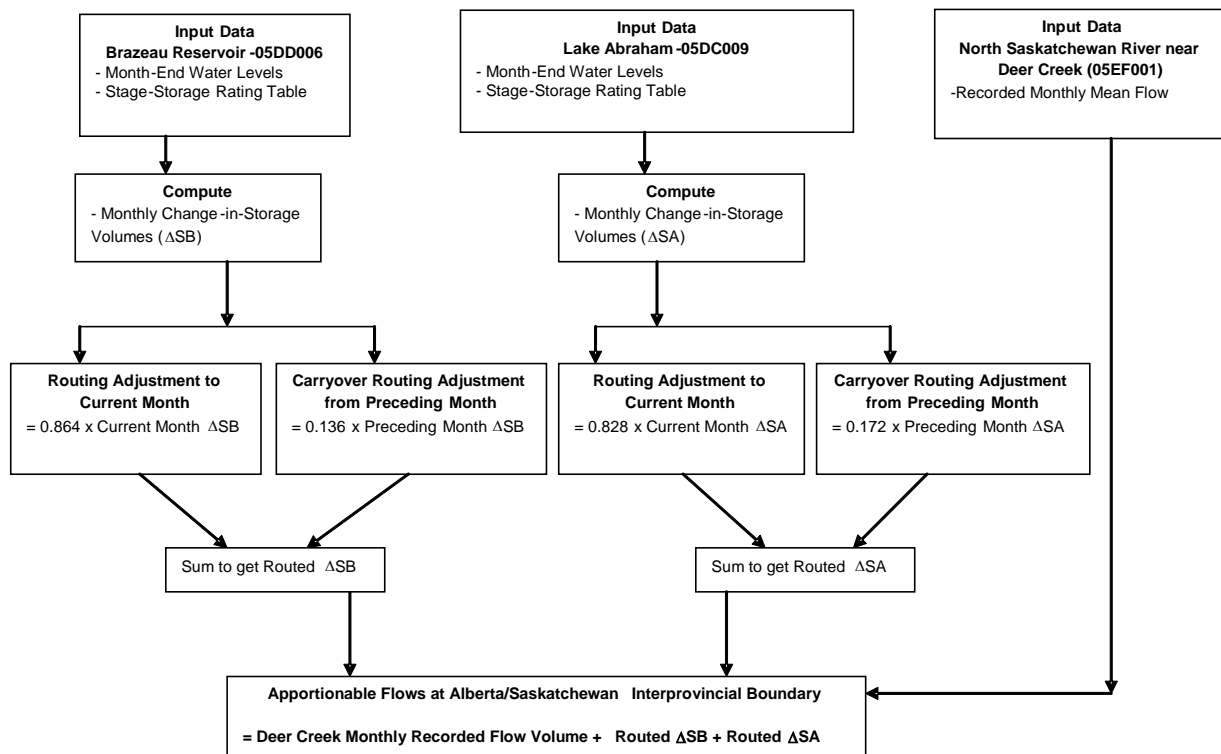 Input Data
Brazeau Reservoir -05DD006
- Month-End Water Levels
- Stage-Storage Rating Table
Input Data
Lake Abraham -05DC009
- Month-End Water Levels
- Stage-Storage Rating Table
Input Data
North Saskatchewan River near
Deer Creek (05EF001)
-Recorded Monthly Mean Flow
Compute
- Monthly Change-in-Storage
Volumes (ΔSB)
Compute
- Monthly Change-in-Storage
Volumes (ΔSA)
Routing Adjustment to
Current Month
= 0.864 x Current Month ΔSB
Carryover Routing Adjustment
from Preceding Month
= 0.136 x Preceding Month ΔSB
Routing Adjustment to
Current Month
= 0.828 x Current Month ΔSA
Carryover Routing Adjustment
from Preceding Month
= 0.172 x Preceding Month ΔSA
Sum to get Routed ΔSB
Sum to get Routed ΔSA
Apportionable Flows at Alberta/Saskatchewan Interprovincial Boundary
= Deer Creek Monthly Recorded Flow Volume + Routed ΔSB + Routed ΔSA